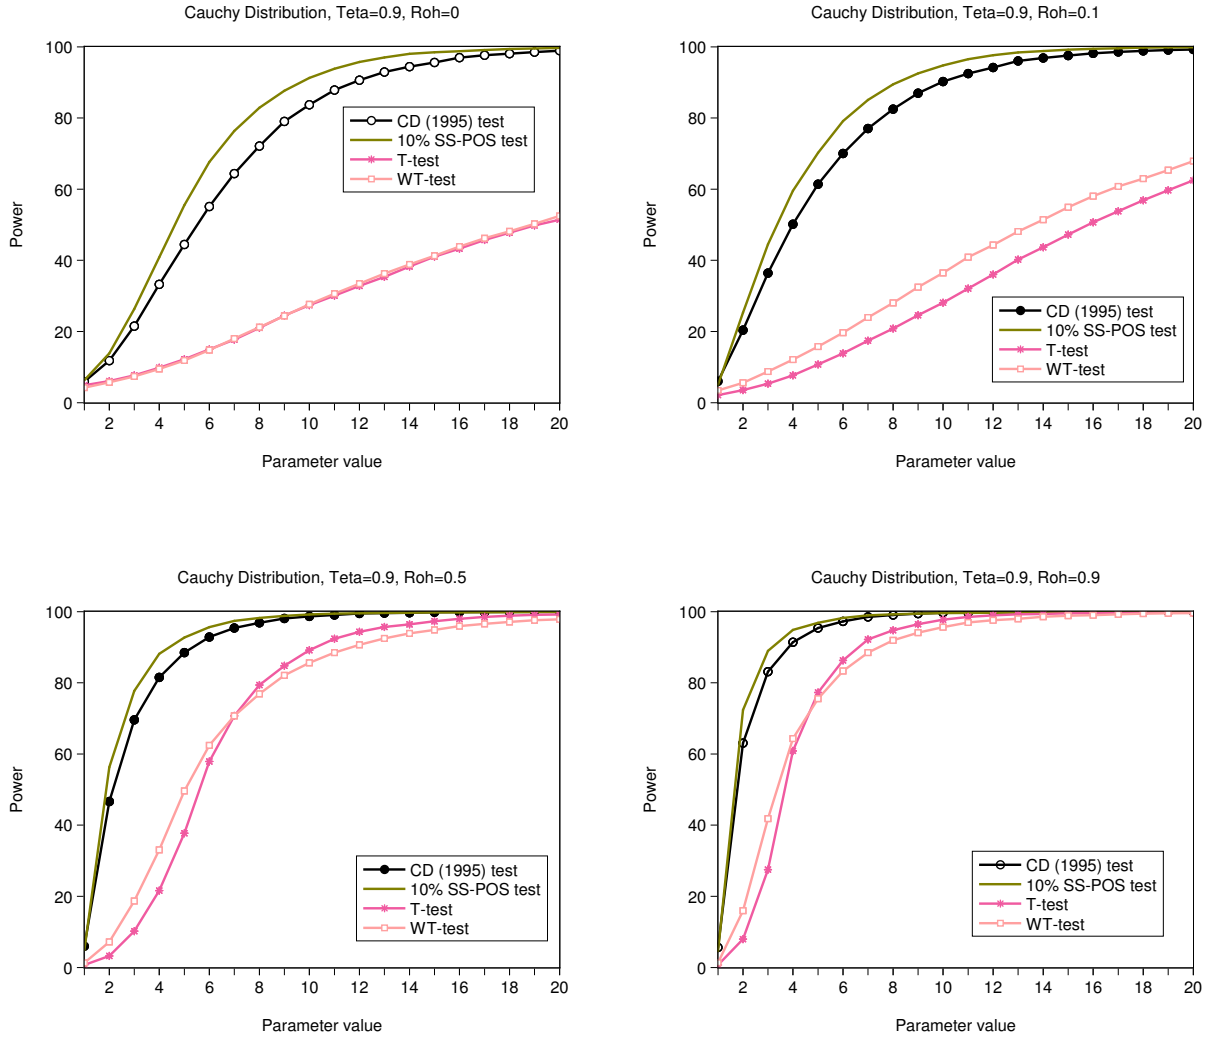 Cauchy Distribution, Teta=0.9, Roh=0
100
80
60
40
20
0
Power
CD (1995) test
10% SS-POS test
T-test
WT-test
2 4 6 8 10 12 14 16 18 20
Parameter value
Cauchy Distribution, Teta=0.9, Roh=0.1
100
80
60
40
20
0
Power
CD (1995) test
10% SS-POS test
T-test
WT-test
2 4 6 8 10 12 14 16 18 20
Parameter value
Cauchy Distribution, Teta=0.9, Roh=0.5
100
80
60
40
20
0
Power
CD (1995) test
10% SS-POS test
T-test
WT-test
2 4 6 8 10 12 14 16 18 20
Parameter value
Cauchy Distribution, Teta=0.9, Roh=0.9
100
80
60
40
20
0
Power
CD (1995) test
10% SS-POS test
T-test
WT-test
2 4 6 8 10 12 14 16 18 20
Parameter value